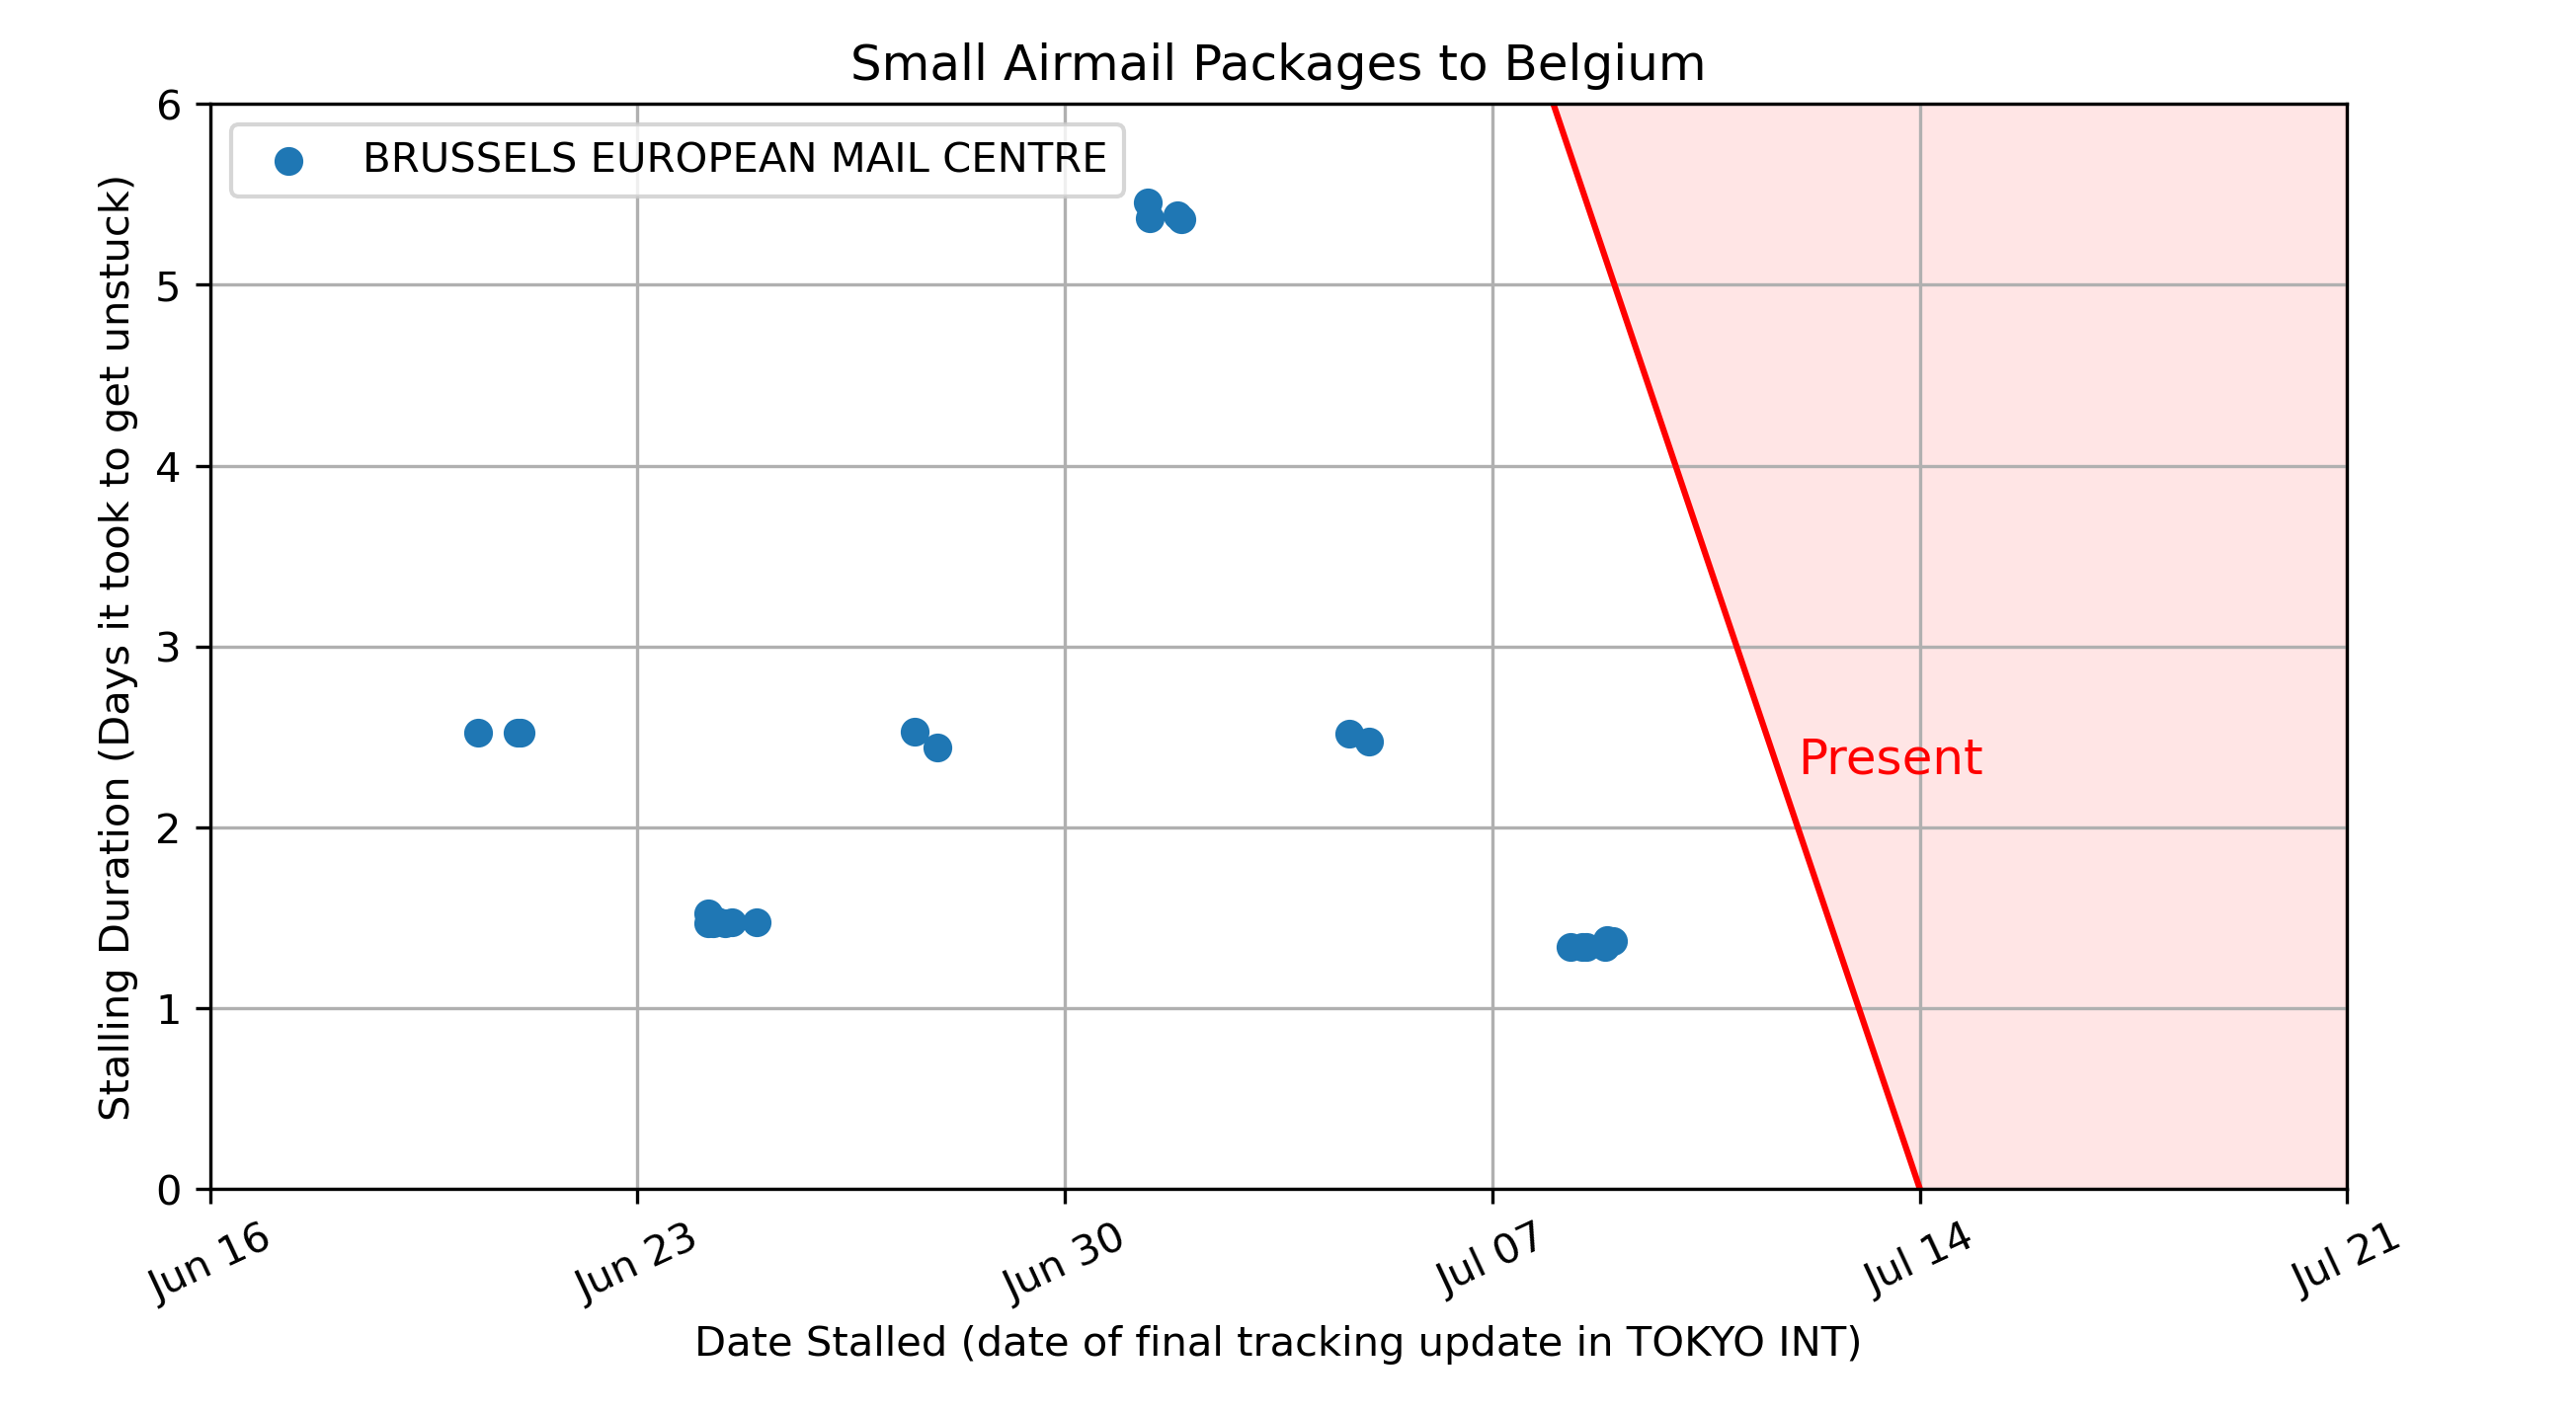 Small Airmail Packages to Belgium
BRUSSELS EUROPEAN MAIL CENTRE
Stalling Duration (Days it took to get unstuck)
6
5
4
3
2
1
0
Present
Jun 16
Jun 23
Jun 30
Jul 07
Jul 14
Jul 21
Date Stalled (date of final tracking update in TOKYO INT)